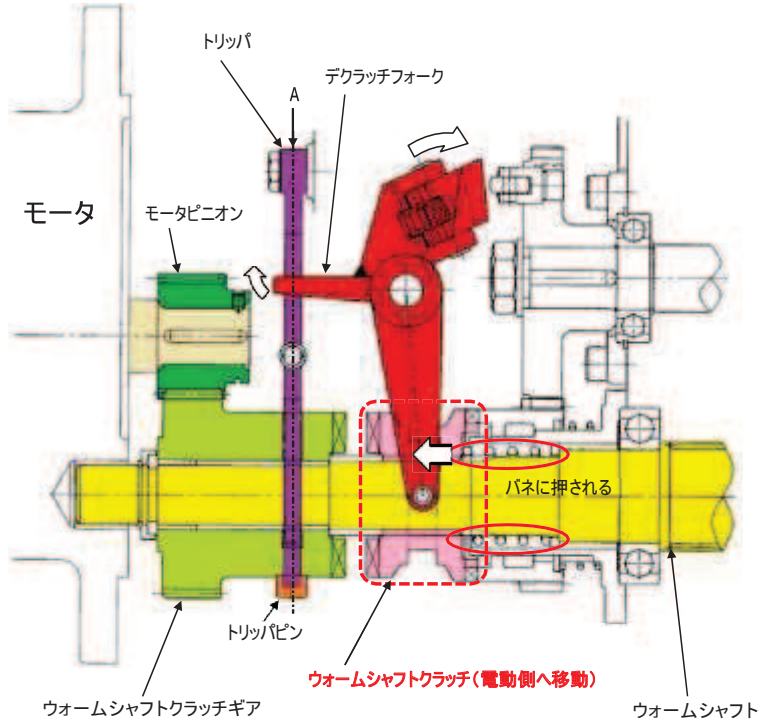 トリッパ
デクラッチフォーク
A
モータ
モータピニオン
バネに押される
トリッパピン
ウォームシャフトクラッチ(電動側へ移動)
ウォームシャフトクラッチギア
ウォームシャフト